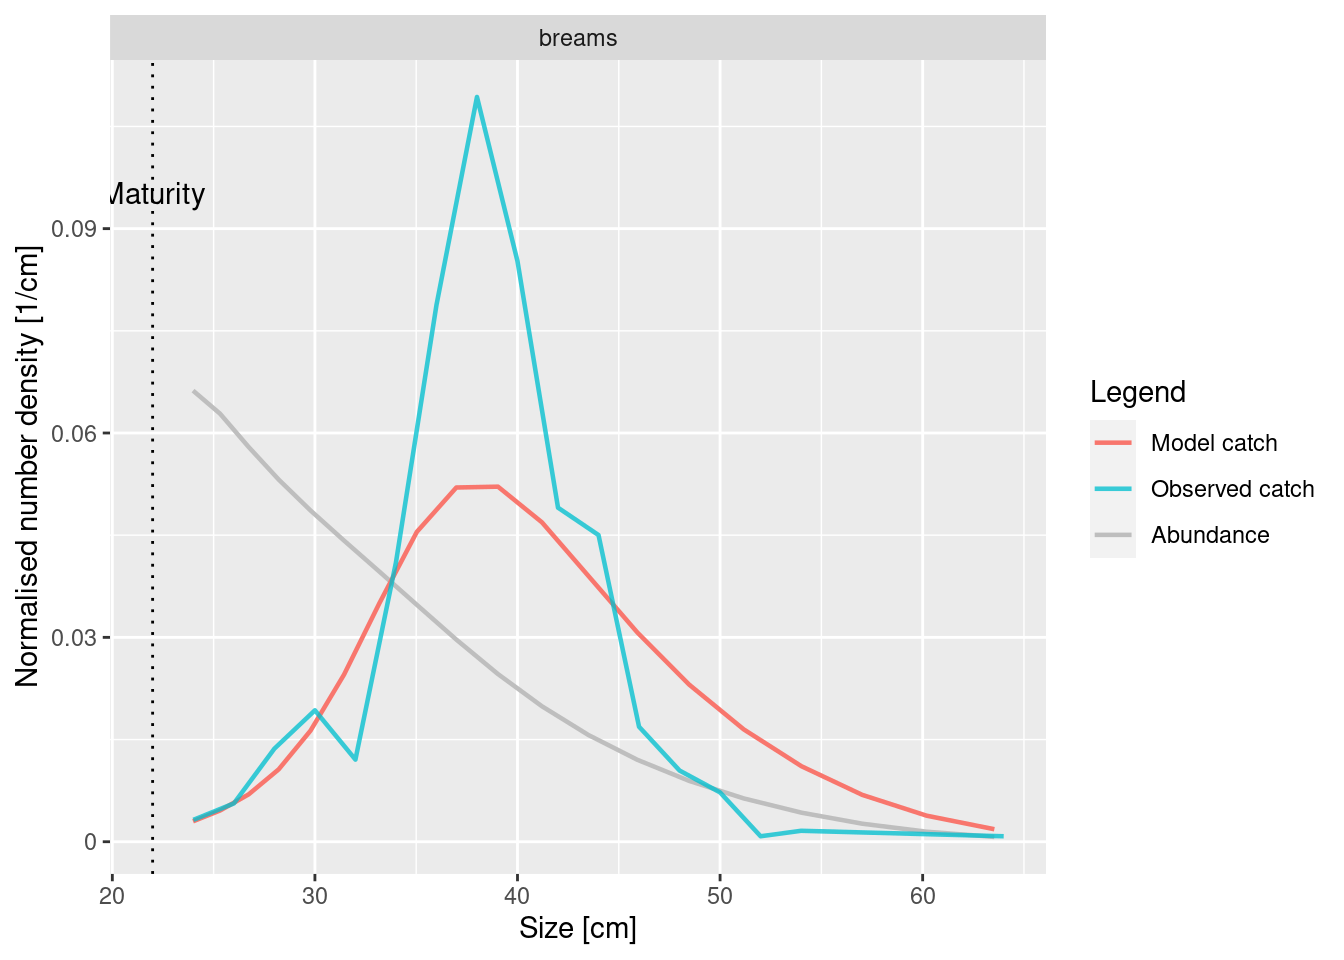 breams
Maturity
Normalised number density [1/cm]
0.09
0.06
0.03
0
20 30 40 50 60
Size [cm]
Legend
Model catch
Observed catch
Abundance